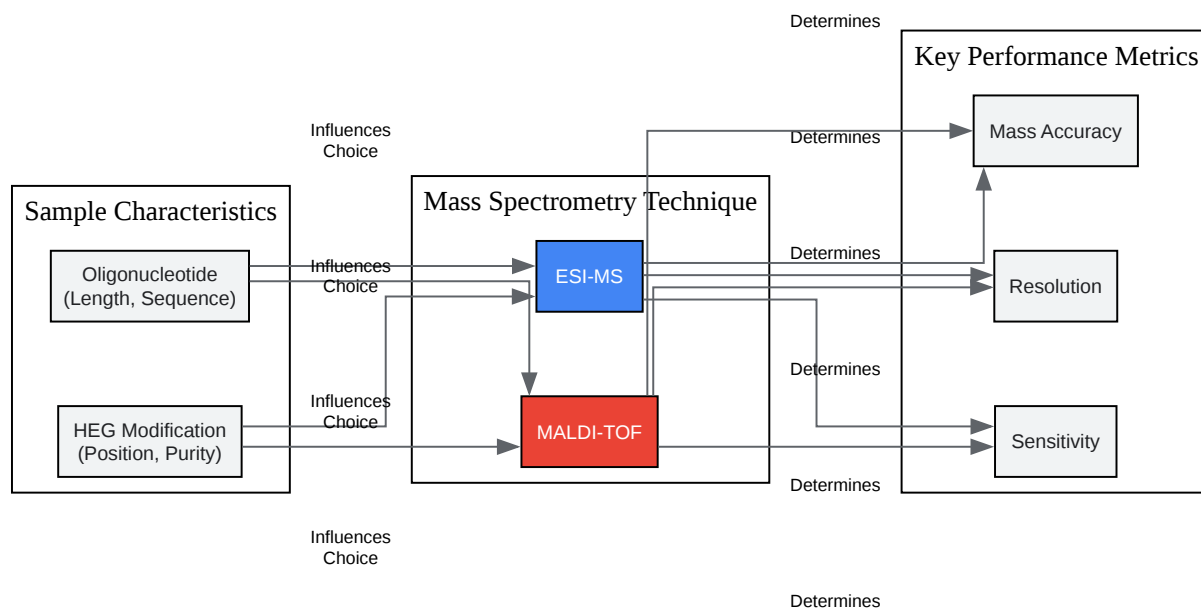 Determines
Key Performance Metrics
Mass Accuracy
Influences
Choice
Determines
Sample Characteristics
Mass Spectrometry Technique
Oligonucleotide
(Length, Sequence)
Influences
Choice
ESI-MS
Determines
Resolution
Determines
HEG Modification
(Position, Purity)
Influences
Choice
MALDI-TOF
Sensitivity
Determines
Influences
Choice
Determines